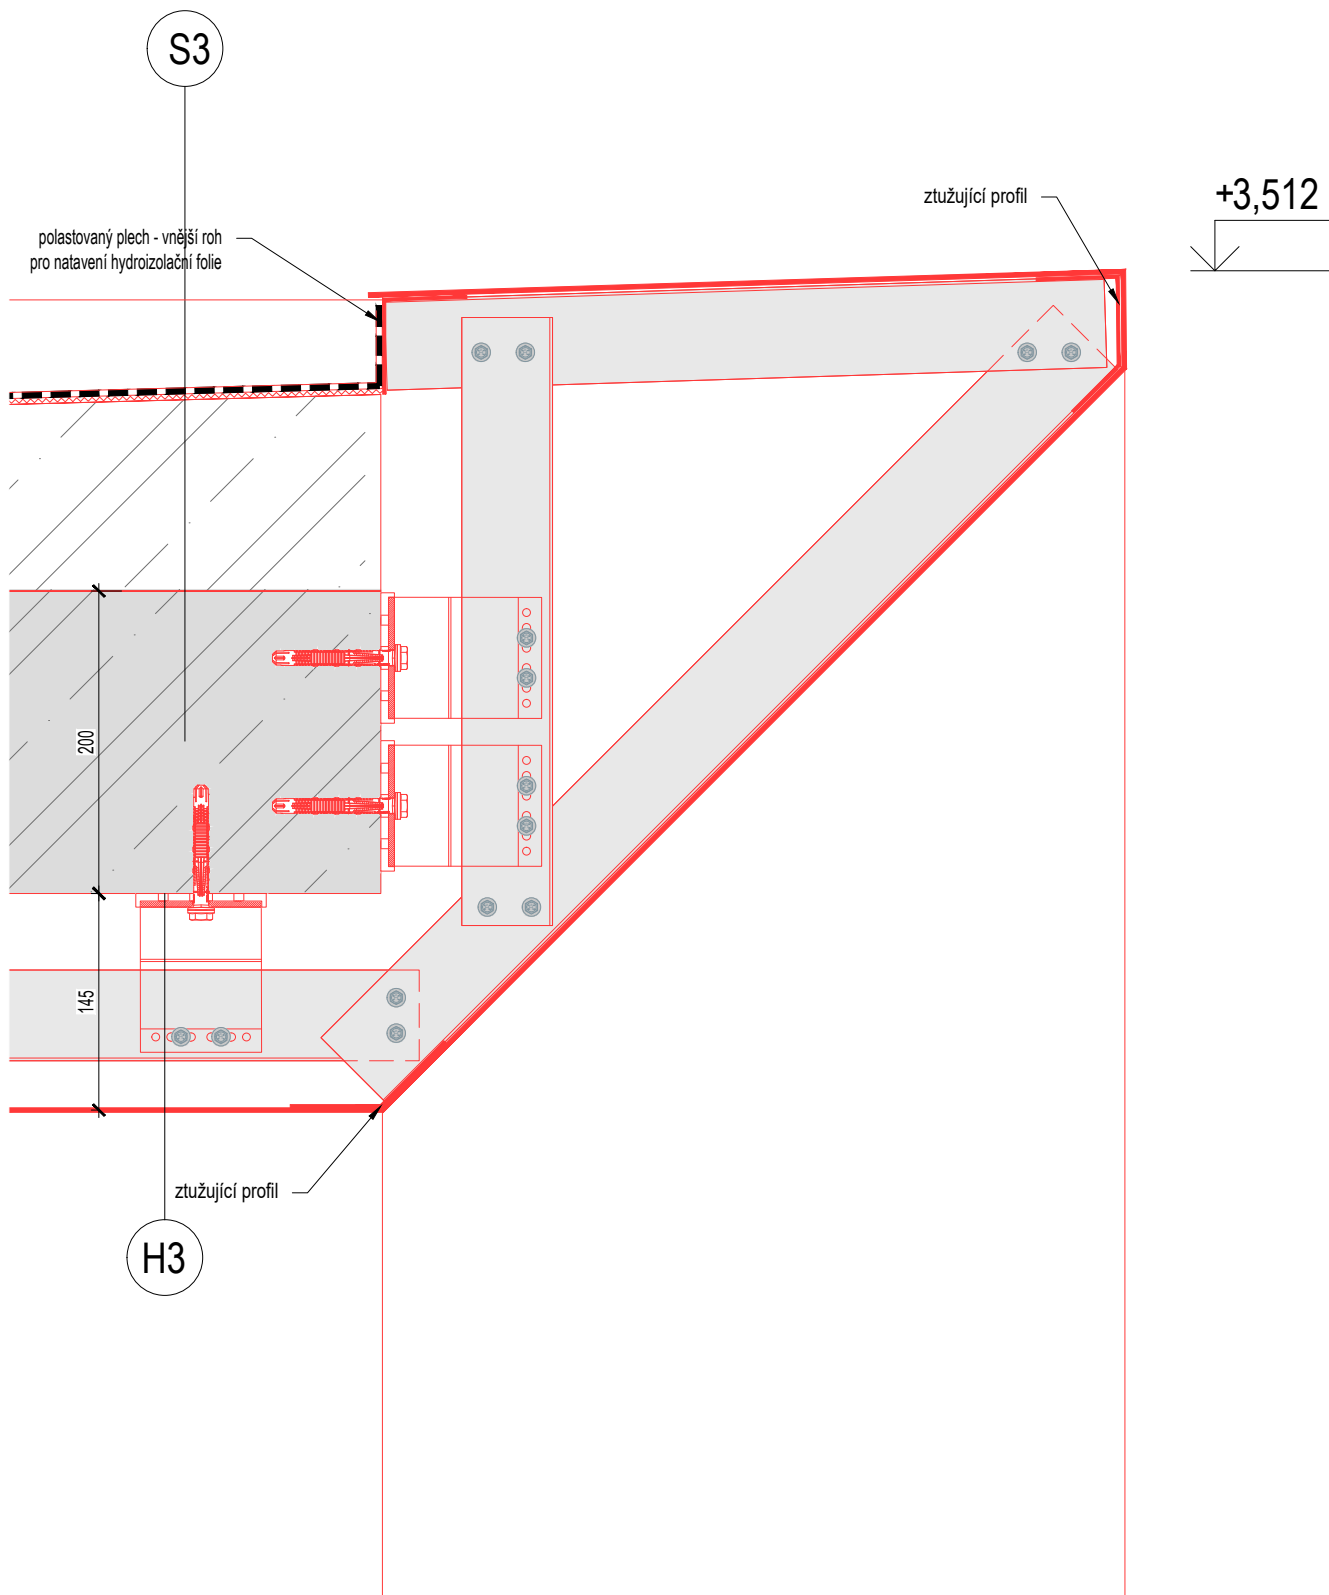 S3
ztužující profil
+3,512
polastovaný plech - vnější roh
pro natavení hydroizolační folie
200
145
ztužující profil
H3